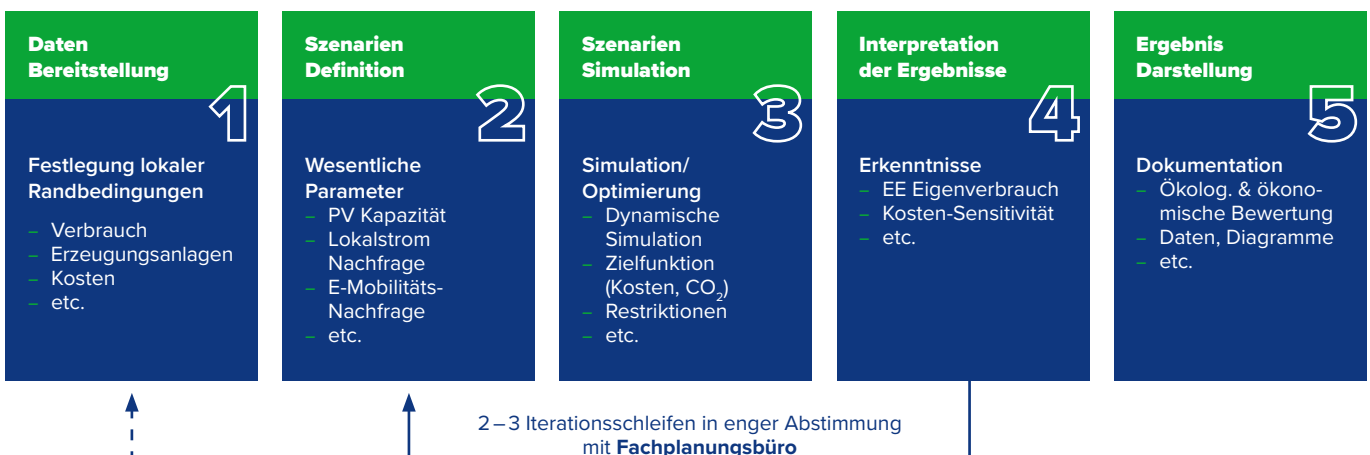 Daten
Bereitstellung
1
Festlegung lokaler
Randbedingungen
– Verbrauch
– Erzeugungsanlagen
– Kosten
– etc.
Szenarien
Definition
2
Wesentliche
Parameter
– PV Kapazität
– Lokalstrom
Nachfrage
– E-Mobilitäts-
Nachfrage
– etc.
Szenarien
Simulation
3
Simulation/
Optimierung
– Dynamische
Simulation
– Zielfunktion
(Kosten, CO₂)
– Restriktionen
– etc.
Interpretation
der Ergebnisse
4
Erkenntnisse
– EE Eigenverbrauch
– Kosten-Sensitivität
– etc.
Ergebnis
Darstellung
5
Dokumentation
– Ökolog. & ökono-
mische Bewertung
– Daten, Diagramme
– etc.
2 – 3 Iterationsschleifen in enger Abstimmung
mit Fachplanungsbüro